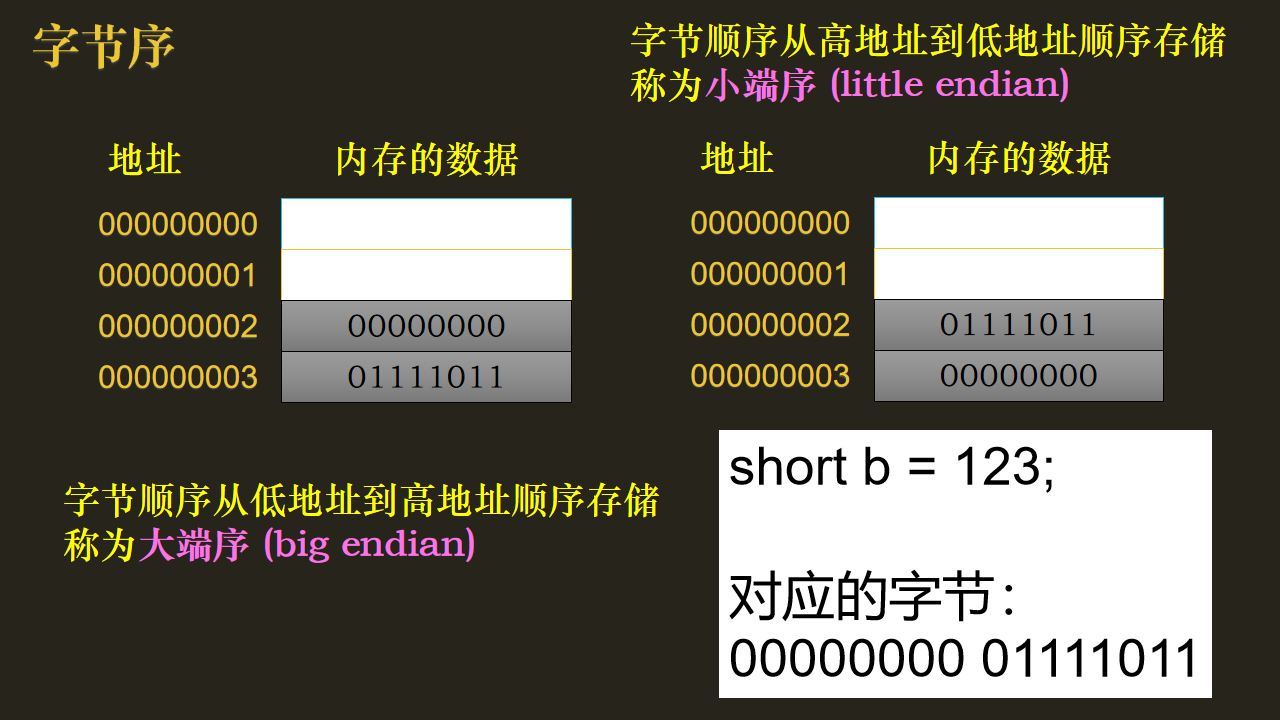 字节序
字节顺序从高地址到低地址顺序存储
称为小端序 (little endian)
地址 内存的数据
000000000
000000001
000000002 00000000
000000003 01111011
地址 内存的数据
000000000
000000001
000000002 01111011
000000003 00000000
字节顺序从低地址到高地址顺序存储
称为大端序 (big endian)
short b = 123;
对应的字节：
00000000 01111011